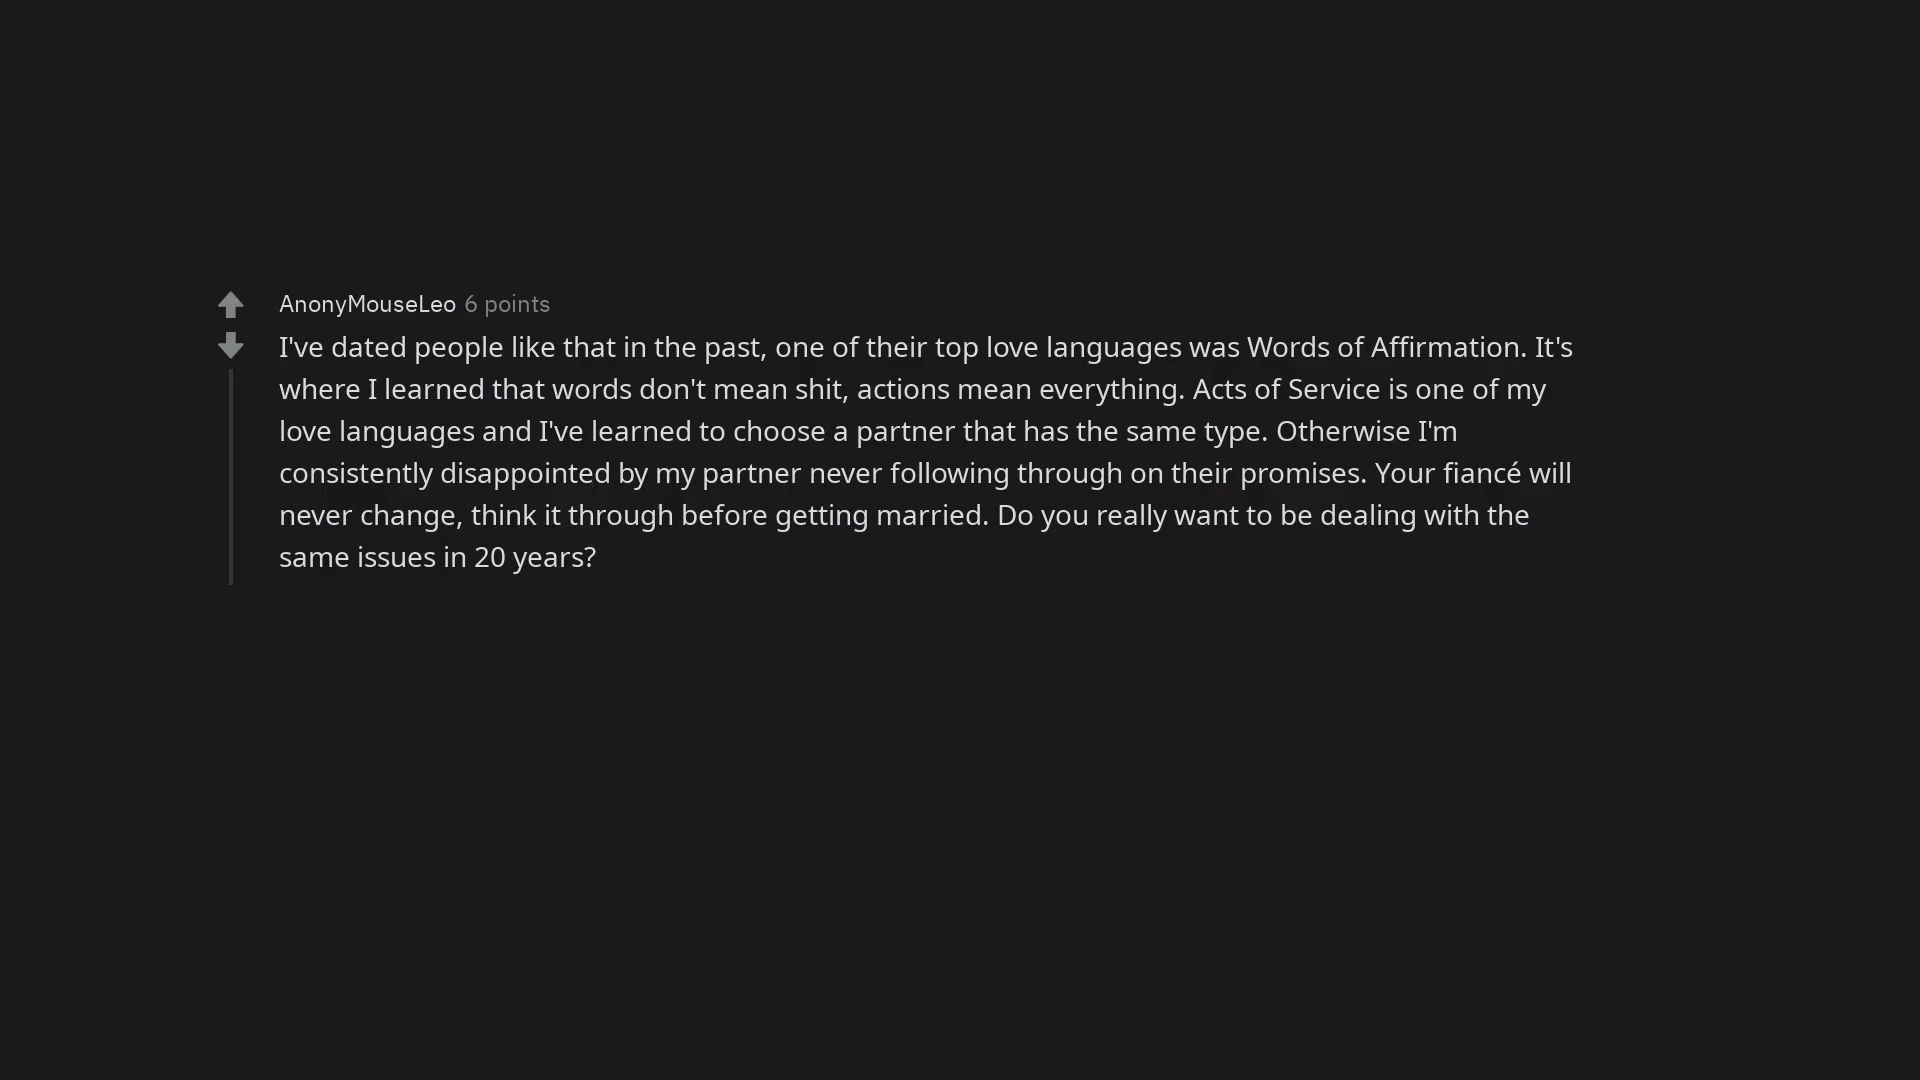 AnonyMouseLeo 6 points
I've dated people like that in the past, one of their top love languages was Words of Affirmation. It's
where I learned that words don't mean shit, actions mean everything. Acts of Service is one of my
love languages and I've learned to choose a partner that has the same type. Otherwise I'm
consistently disappointed by my partner never following through on their promises. Your fiancé will
never change, think it through before getting married. Do you really want to be dealing with the
same issues in 20 years?